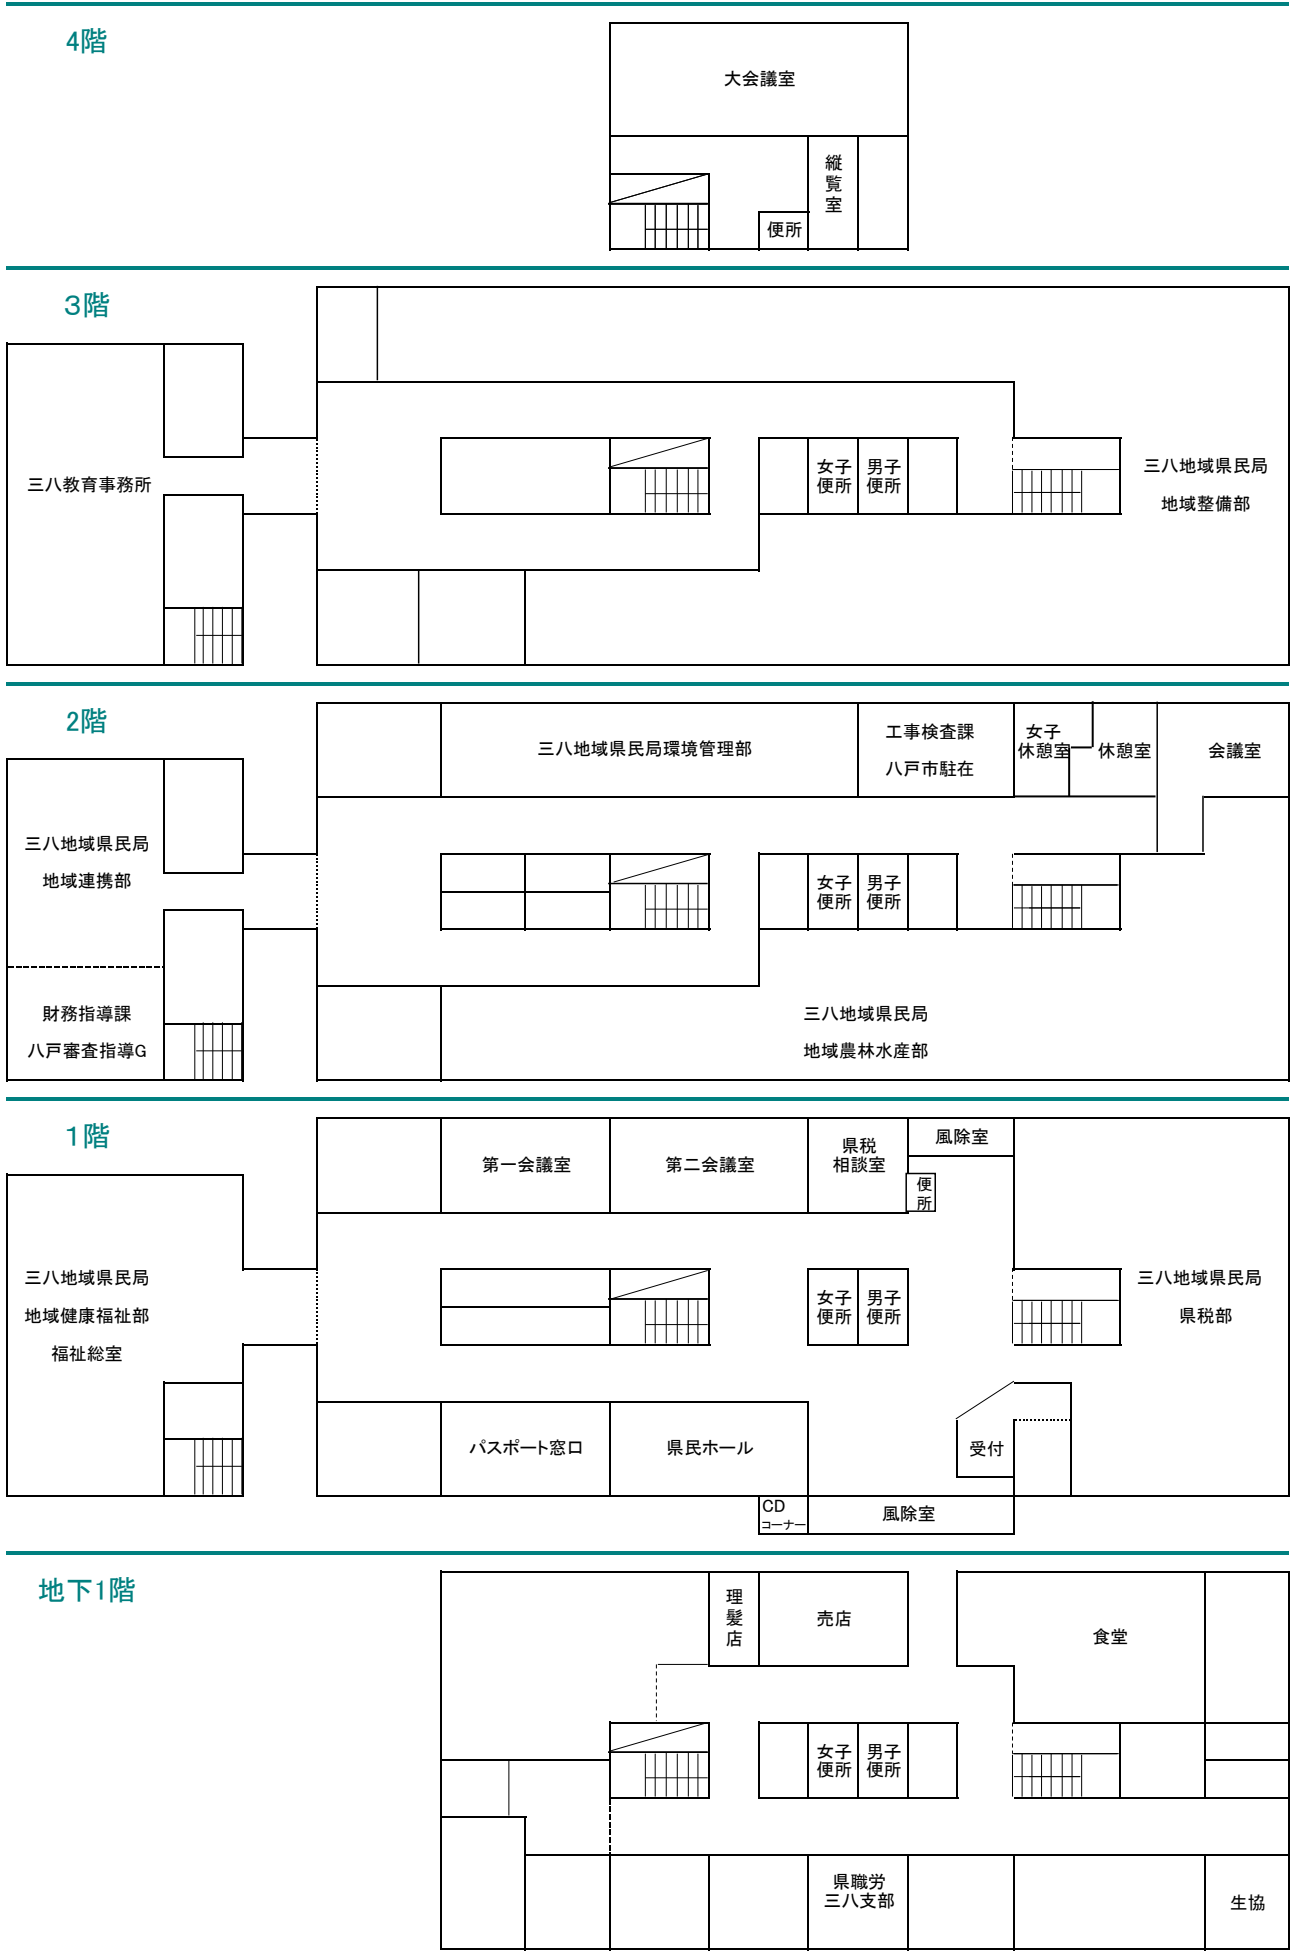 4階
大会議室
縦覧室
便所
3階
三八教育事務所
女子
便所
男子
便所
三八地域県民局
地域整備部
2階
三八地域県民局環境管理部
工事検査課
八戸市駐在
女子
休憩室
休憩室
会議室
三八地域県民局
地域連携部
女子
便所
男子
便所
財務指導課
八戸審査指導G
三八地域県民局
地域農林水産部
1階
第一会議室
第二会議室
県税
相談室
風除室
便所
三八地域県民局
地域健康福祉部
福祉総室
女子
便所
男子
便所
三八地域県民局
県税部
パスポート窓口
県民ホール
受付
CD
コーナー
風除室
地下1階
理髪店
売店
食堂
女子
便所
男子
便所
県職労
三八支部
生協